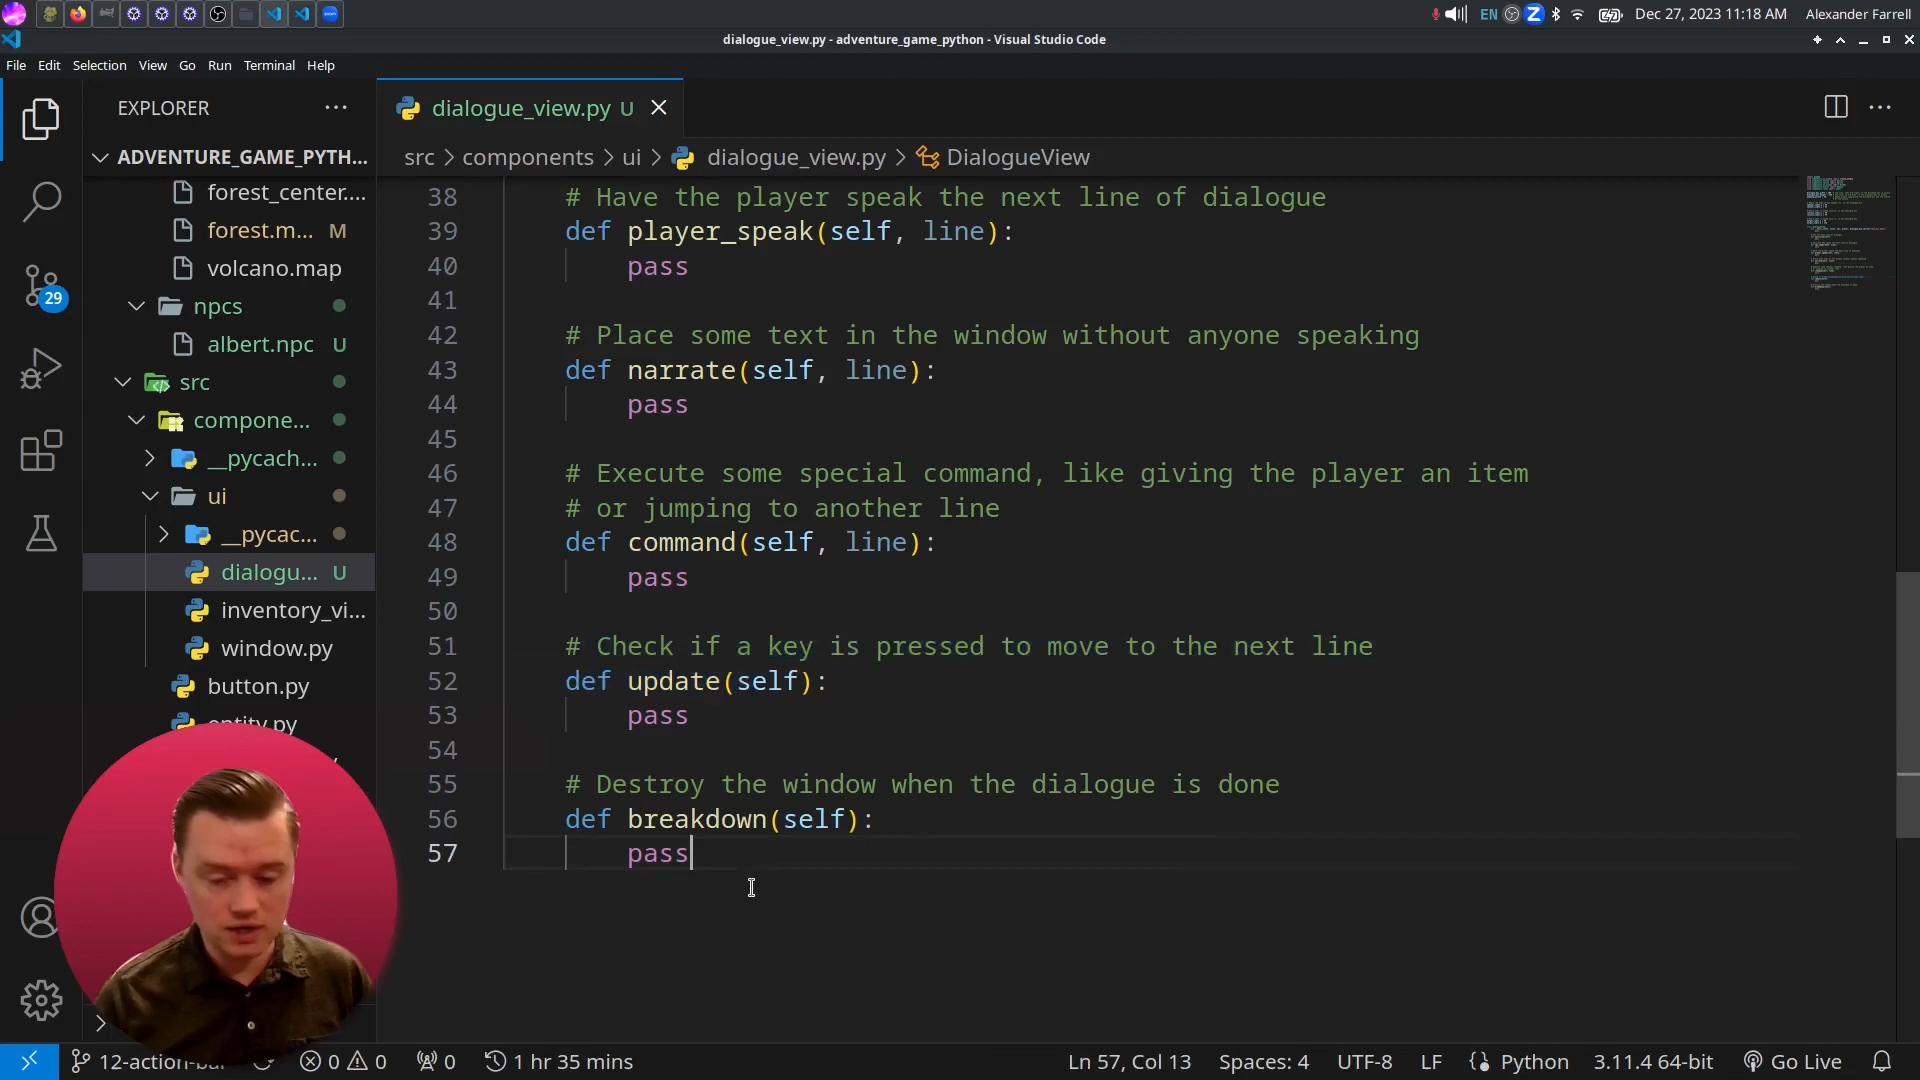 EN
Z
Dec 27, 2023 11:18 AM
Alexander Farrell
dialogue_view.py - adventure_game_python - Visual Studio Code
File Edit Selection View Go Run Terminal Help
EXPLORER ···
dialogue_view.py U
ADVENTURE_GAME_PYTH...
src > components > ui > dialogue_view.py > DialogueView
forest_center....
forest.m... M
volcano.map
npcs
albert.npc U
src
compone...
__pycach...
ui
__pycac...
dialogu... U
inventory_vi...
window.py
button.py
entity.py
29
38 # Have the player speak the next line of dialogue
39 def player_speak(self, line):
40 pass
41
42 # Place some text in the window without anyone speaking
43 def narrate(self, line):
44 pass
45
46 # Execute some special command, like giving the player an item
47 # or jumping to another line
48 def command(self, line):
49 pass
50
51 # Check if a key is pressed to move to the next line
52 def update(self):
53 pass
54
55 # Destroy the window when the dialogue is done
56 def breakdown(self):
57 pass
12-action-bar 0 0 0 1 hr 35 mins Ln 57, Col 13 Spaces: 4 UTF-8 LF Python 3.11.4 64-bit Go Live